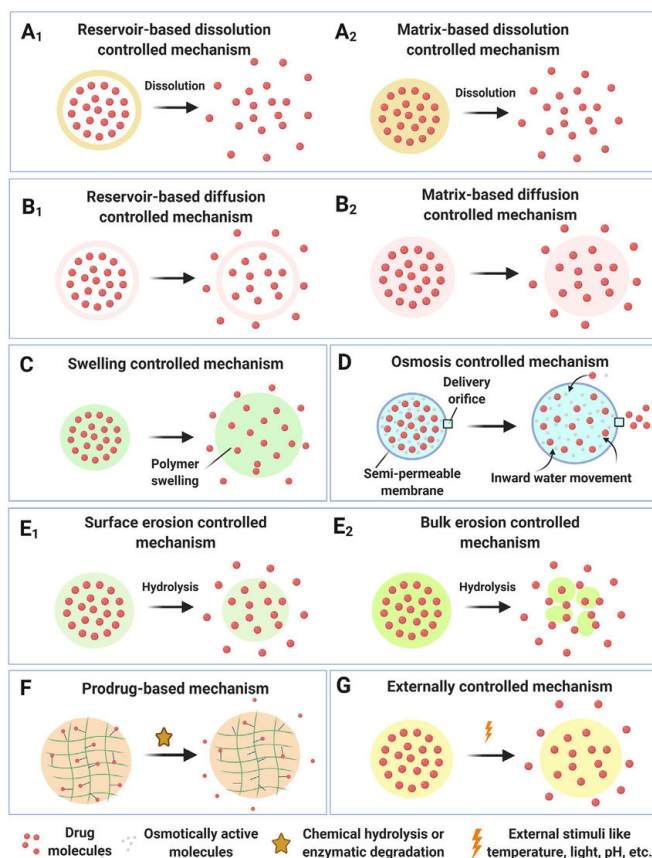 A1 Reservoir-based dissolution
controlled mechanism
Dissolution
A2 Matrix-based dissolution
controlled mechanism
Dissolution
B1 Reservoir-based diffusion
controlled mechanism
B2 Matrix-based diffusion
controlled mechanism
C Swelling controlled mechanism
Polymer
swelling
D Osmosis controlled mechanism
Delivery
orifice
Semi-permeable
membrane
Inward water movement
E1 Surface erosion controlled
mechanism
Hydrolysis
E2 Bulk erosion controlled
mechanism
Hydrolysis
F Prodrug-based mechanism
G Externally controlled mechanism
Drug
molecules
Osmotically active
molecules
Chemical hydrolysis or
enzymatic degradation
External stimuli like
temperature, light, pH, etc.